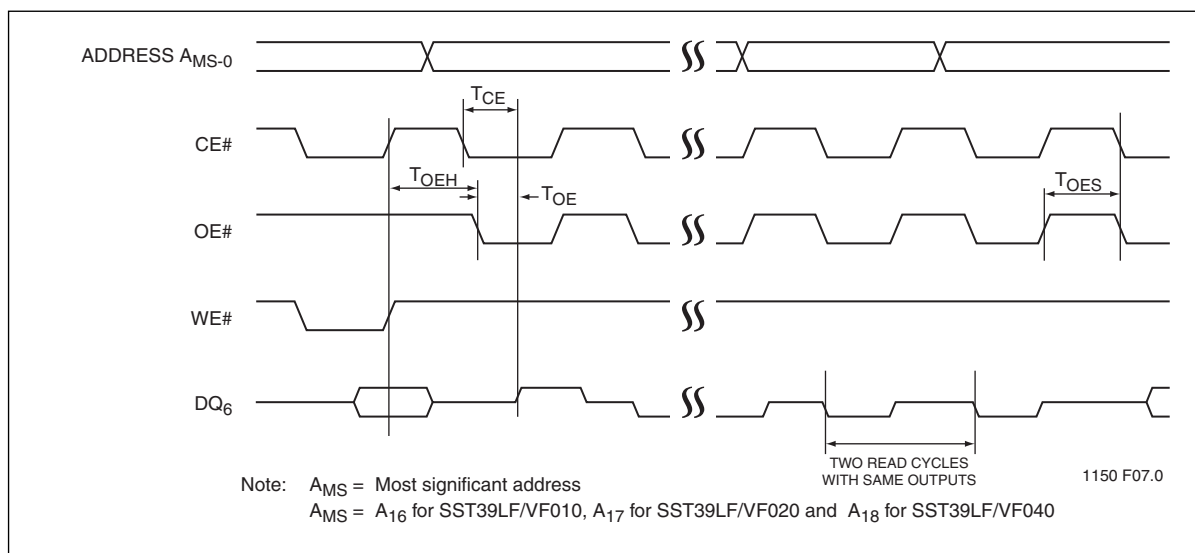 ADDRESS AMS-0
TCE
CE#
TOEH
TOE
TOES
OE#
WE#
DQ6
TWO READ CYCLES
WITH SAME OUTPUTS
1150 F07.0
Note: AMS = Most significant address
AMS = A16 for SST39LF/VF010, A17 for SST39LF/VF020 and A18 for SST39LF/VF040